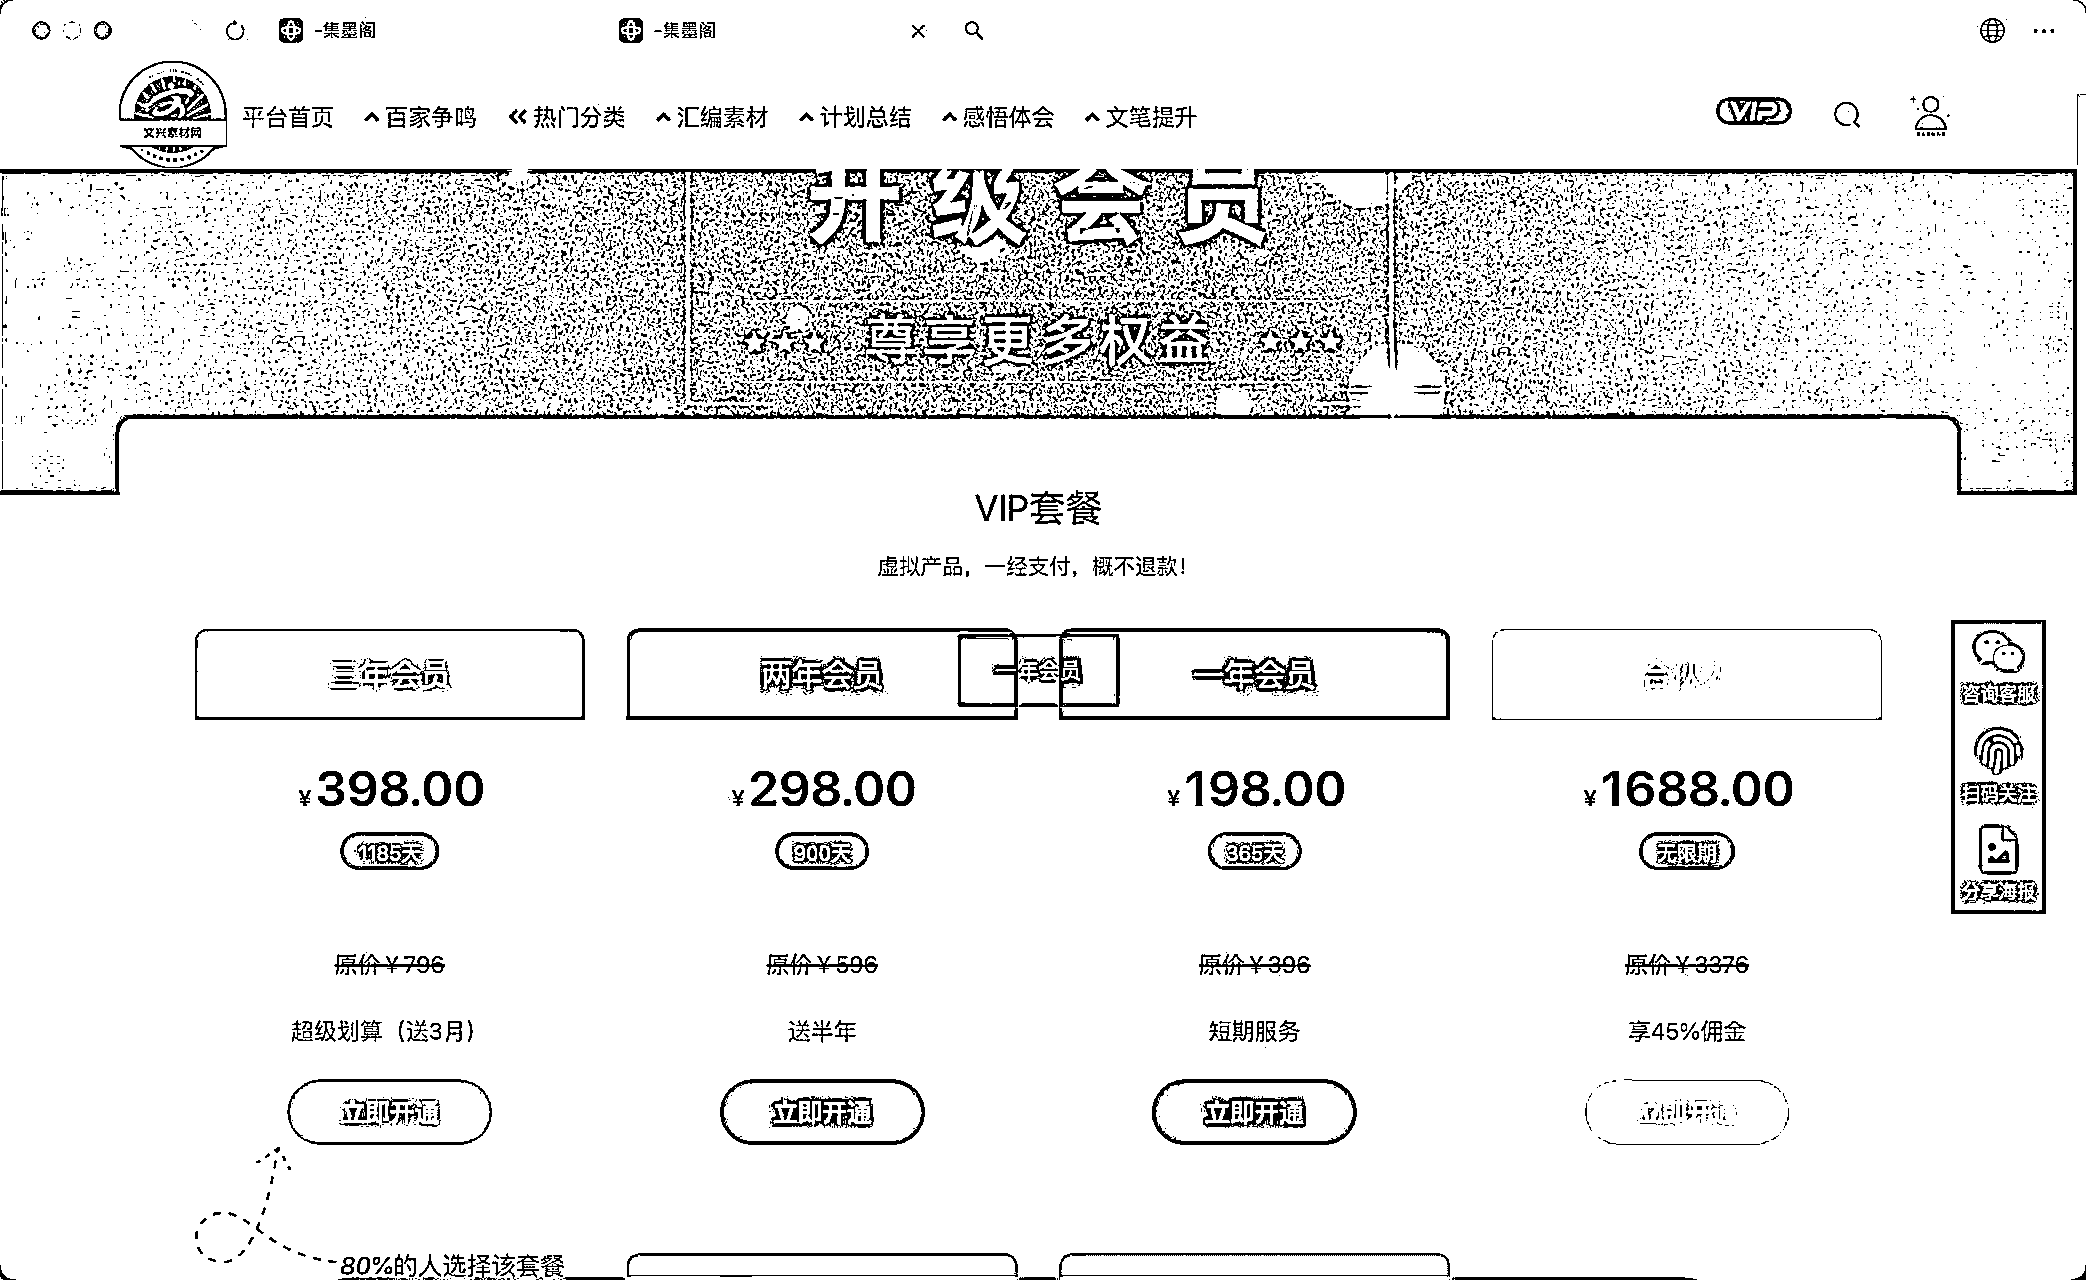 -集墨阁
-集墨阁
文兴素材网
平台首页
百家争鸣
热门分类
汇编素材
计划总结
感悟体会
文笔提升
VIP
升级会员
尊享更多权益
VIP套餐
虚拟产品，一经支付，概不退款！
三年会员
两年会员
一年会员
一年会员
合伙人
¥398.00
¥298.00
¥198.00
¥1688.00
1185天
900天
365天
无限期
原价￥796
原价￥596
原价￥396
原价￥3376
超级划算（送3月）
送半年
短期服务
享45%佣金
立即开通
立即开通
立即开通
立即开通
80%的人选择该套餐
咨询客服
扫码关注
分享海报